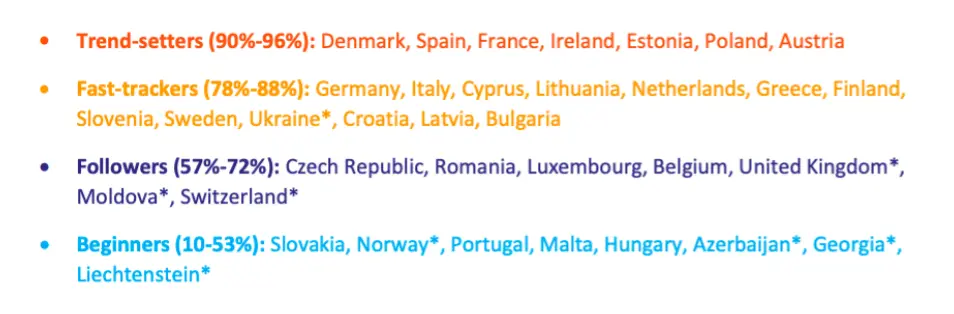 • Trend-setters (90%-96%): Denmark, Spain, France, Ireland, Estonia, Poland, Austria
• Fast-trackers (78%-88%): Germany, Italy, Cyprus, Lithuania, Netherlands, Greece, Finland,
Slovenia, Sweden, Ukraine*, Croatia, Latvia, Bulgaria
• Followers (57%-72%): Czech Republic, Romania, Luxembourg, Belgium, United Kingdom*,
Moldova*, Switzerland*
• Beginners (10-53%): Slovakia, Norway*, Portugal, Malta, Hungary, Azerbaijan*, Georgia*,
Liechtenstein*